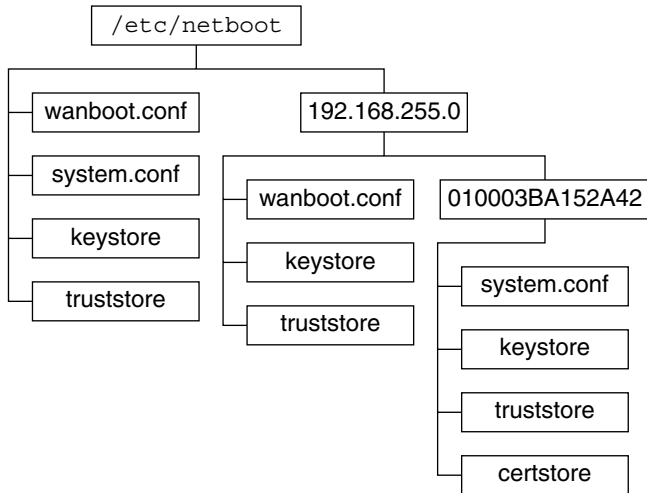 /etc/netboot
wanboot.conf
system.conf
keystore
truststore
192.168.255.0
wanboot.conf
keystore
truststore
010003BA152A42
system.conf
keystore
truststore
certstore